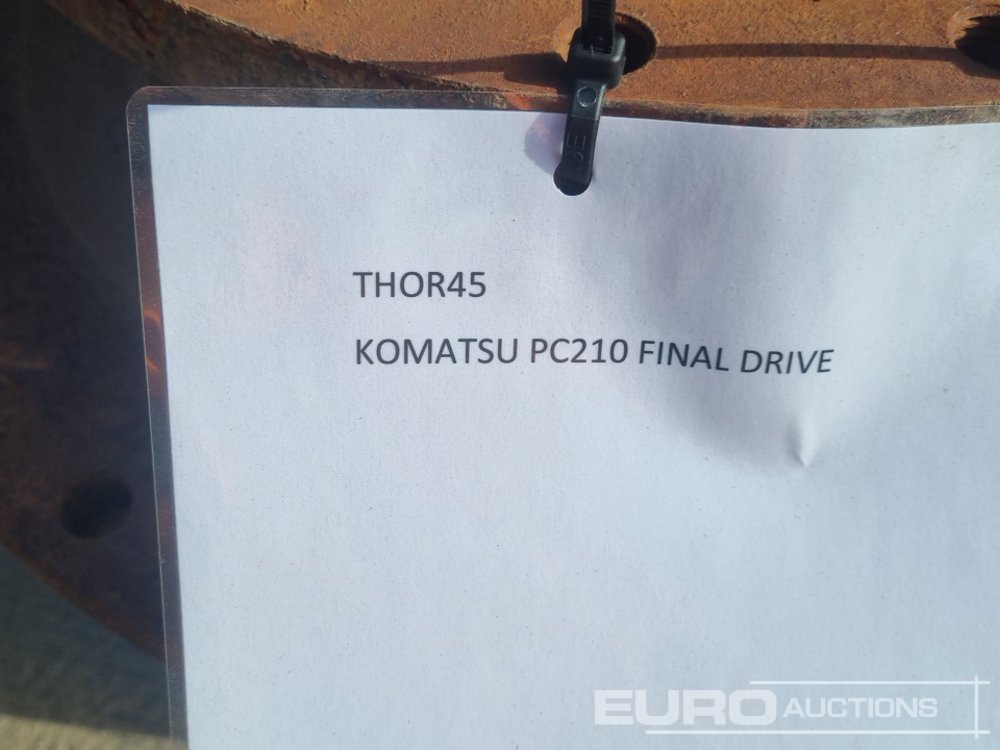 THOR45
KOMATSU PC210 FINAL DRIVE
EURO AUCTIONS